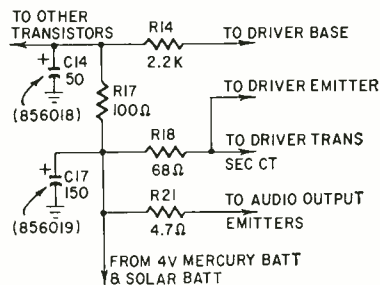 TO OTHER
TRANSISTORS
R14
TO DRIVER BASE
2.2K
+
C14
50
R17
100Ω
TO DRIVER EMITTER
(856018)
R18
TO DRIVER TRANS
SEC CT
68Ω
+
C17
150
R21
TO AUDIO OUTPUT
EMITTERS
4.7Ω
(856019)
FROM 4V MERCURY BATT
& SOLAR BATT